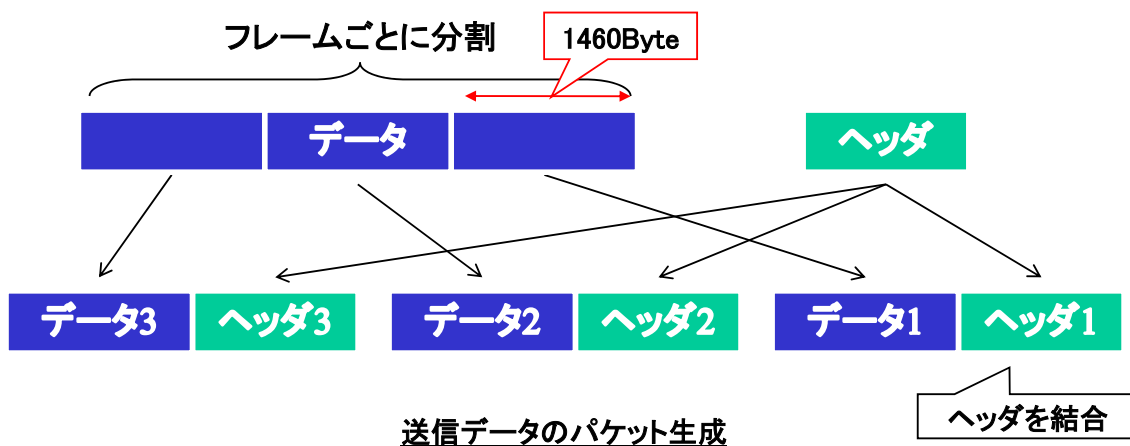 フレームごとに分割
1460Byte
データ
ヘッダ
データ3
ヘッダ3
データ2
ヘッダ2
データ1
ヘッダ1
ヘッダを結合
送信データのパケット生成